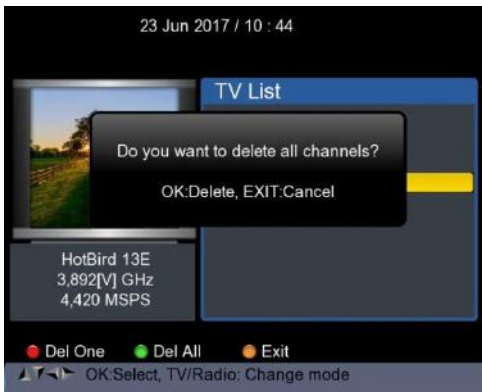 23 Jun 2017 / 10 : 44
TV List
Do you want to delete all channels?
OK:Delete, EXIT:Cancel
HotBird 13E
3,892[V] GHz
4,420 MSPS
Del One Del All Exit
OK:Select, TV/Radio: Change mode